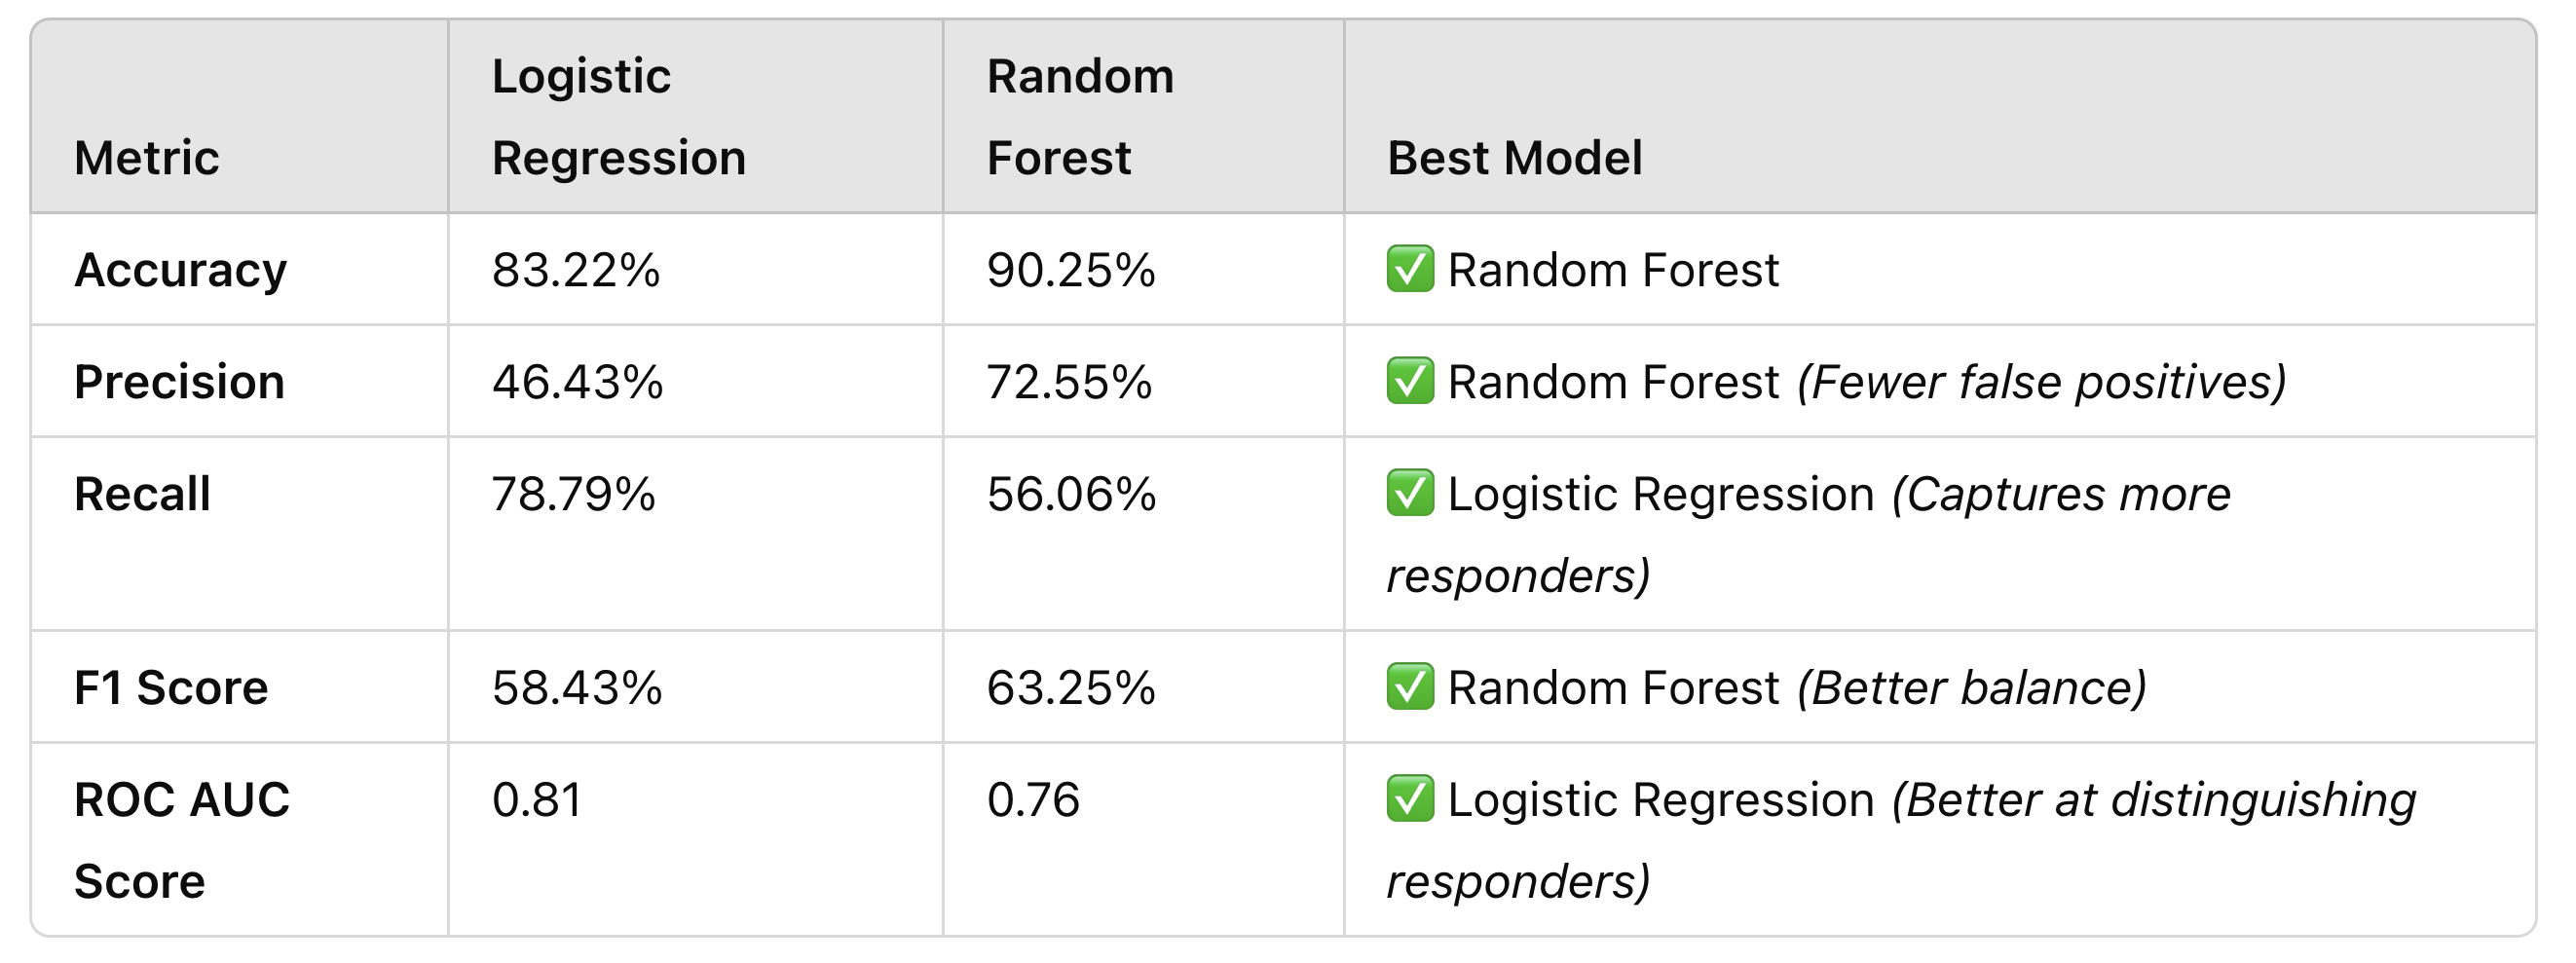 Metric Logistic Regression Random Forest Best Model
Accuracy 83.22% 90.25% ✅ Random Forest
Precision 46.43% 72.55% ✅ Random Forest (Fewer false positives)
Recall 78.79% 56.06% ✅ Logistic Regression (Captures more
responders)
F1 Score 58.43% 63.25% ✅ Random Forest (Better balance)
ROC AUC Score 0.81 0.76 ✅ Logistic Regression (Better at distinguishing
responders)